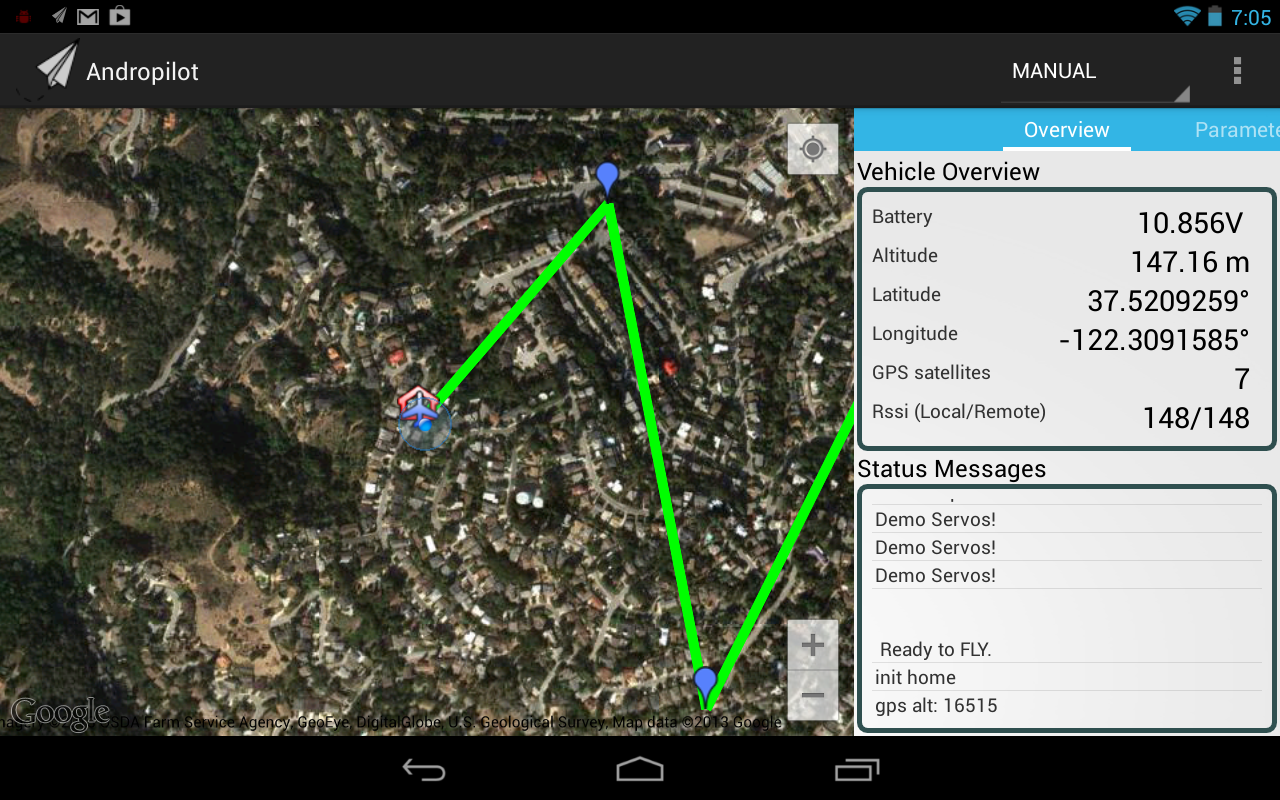 7:05
Andropilot
MANUAL
Overview
Paramete
Vehicle Overview
Battery
10.856V
Altitude
147.16 m
Latitude
37.5209259°
Longitude
-122.3091585°
GPS satellites
7
Rssi (Local/Remote)
148/148
Status Messages
Demo Servos!
Demo Servos!
Demo Servos!
Ready to FLY.
init home
gps alt: 16515
Google
SDA Farm Service Agency, GeoEye, DigitalGlobe, U.S. Geological Survey, Map data ©2013 Google